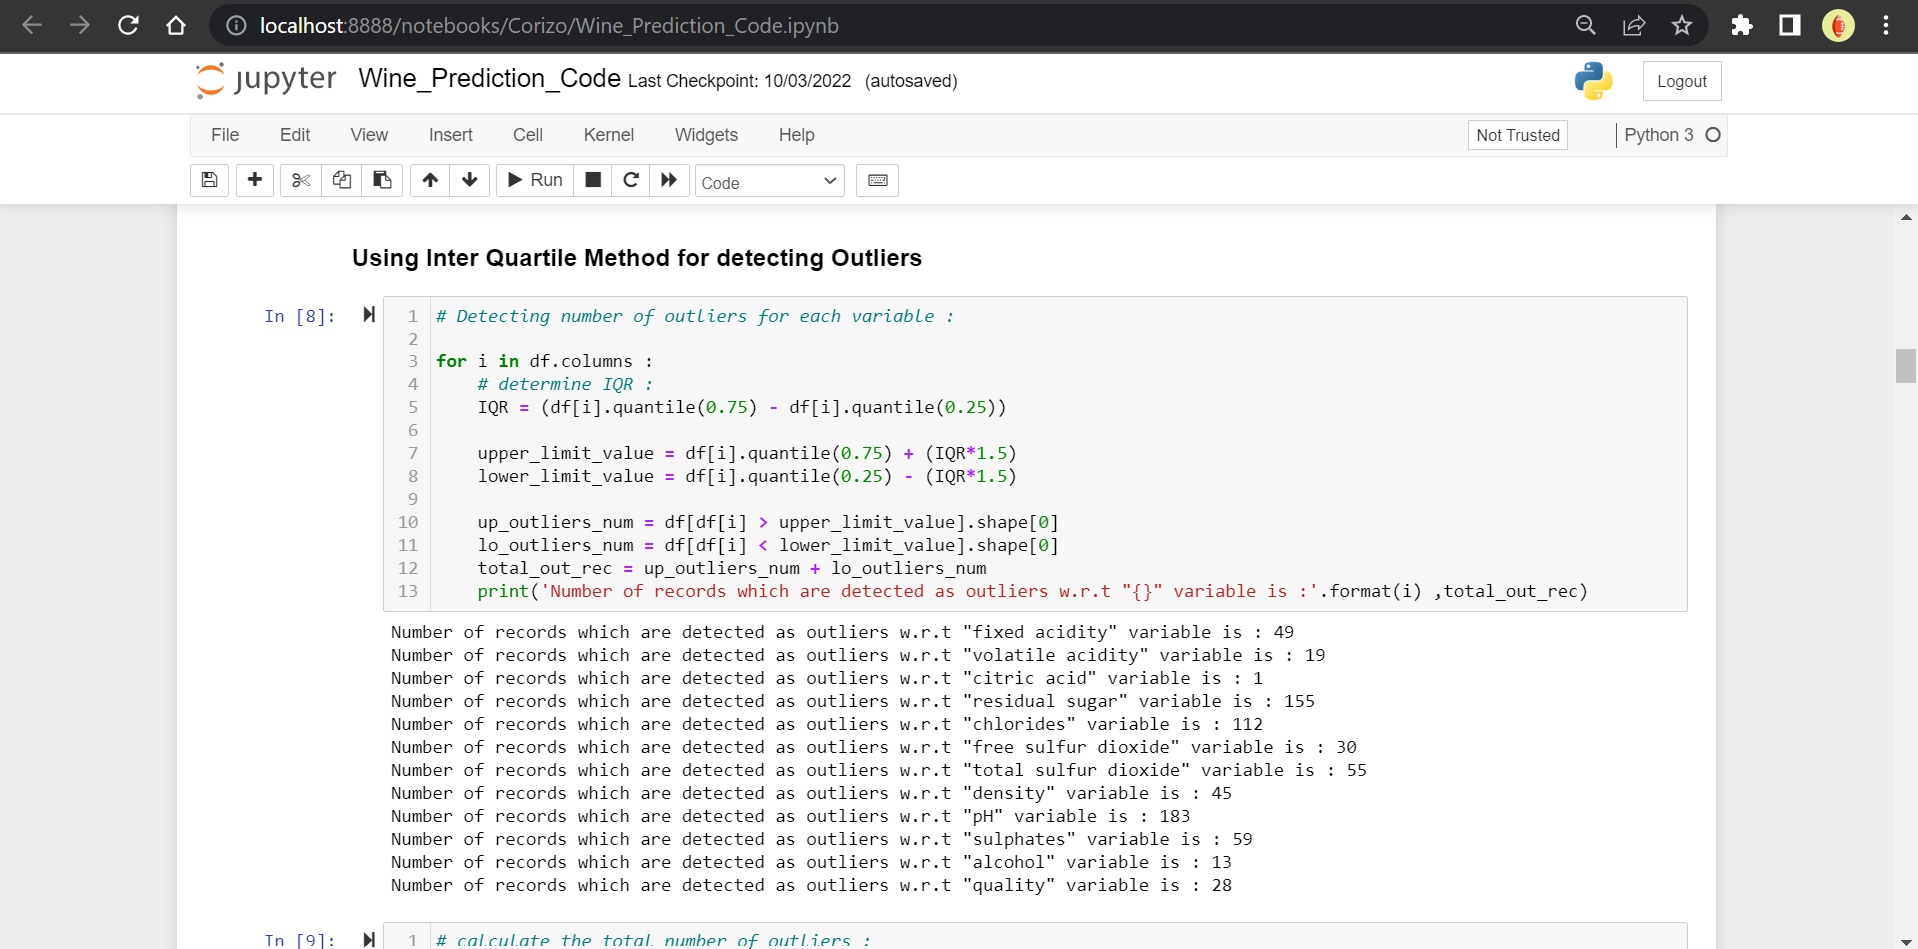 localhost:8888/notebooks/Corizo/Wine_Prediction_Code.ipynb
jupyter Wine_Prediction_Code Last Checkpoint: 10/03/2022 (autosaved) Logout
File Edit View Insert Cell Kernel Widgets Help Not Trusted Python 3
Run Code
Using Inter Quartile Method for detecting Outliers
In [8]: 1 # Detecting number of outliers for each variable :
2
3 for i in df.columns :
4     # determine IQR :
5     IQR = (df[i].quantile(0.75) - df[i].quantile(0.25))
6
7     upper_limit_value = df[i].quantile(0.75) + (IQR*1.5)
8     lower_limit_value = df[i].quantile(0.25) - (IQR*1.5)
9
10     up_outliers_num = df[df[i] > upper_limit_value].shape[0]
11     lo_outliers_num = df[df[i] < lower_limit_value].shape[0]
12     total_out_rec = up_outliers_num + lo_outliers_num
13     print('Number of records which are detected as outliers w.r.t "{}" variable is :'.format(i) ,total_out_rec)
Number of records which are detected as outliers w.r.t "fixed acidity" variable is : 49
Number of records which are detected as outliers w.r.t "volatile acidity" variable is : 19
Number of records which are detected as outliers w.r.t "citric acid" variable is : 1
Number of records which are detected as outliers w.r.t "residual sugar" variable is : 155
Number of records which are detected as outliers w.r.t "chlorides" variable is : 112
Number of records which are detected as outliers w.r.t "free sulfur dioxide" variable is : 30
Number of records which are detected as outliers w.r.t "total sulfur dioxide" variable is : 55
Number of records which are detected as outliers w.r.t "density" variable is : 45
Number of records which are detected as outliers w.r.t "pH" variable is : 183
Number of records which are detected as outliers w.r.t "sulphates" variable is : 59
Number of records which are detected as outliers w.r.t "alcohol" variable is : 13
Number of records which are detected as outliers w.r.t "quality" variable is : 28
In [9]: 1 # calculate the total number of outliers :